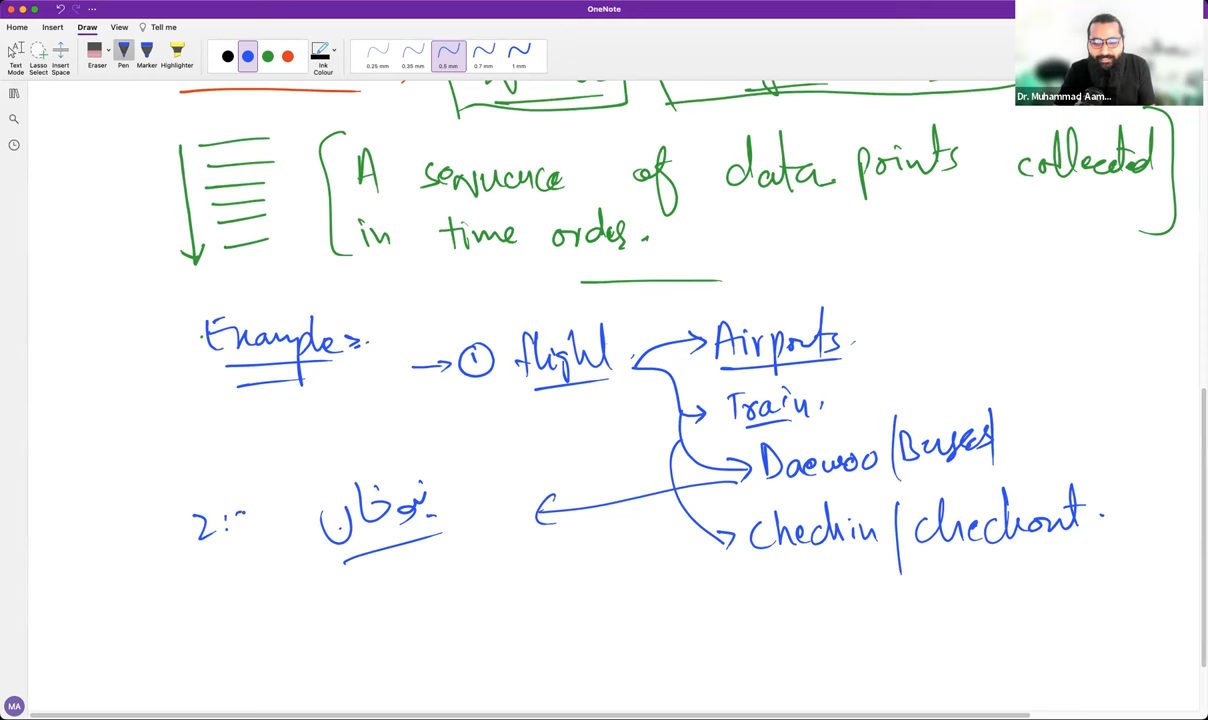 OneNote
Home Insert Draw View Tell me
Text Mode
Lasso Select
Insert Space
Eraser
Pen
Marker
Highlighter
Ink Colour
0.25 mm
0.35 mm
0.5 mm
0.7 mm
1 mm
Dr. Muhammad Aam...
A sequence of data points collected
in time order.
Examples
→ ① flight → Airports
→ Train
→ Daewoo | Buses |
→ Checkin / Checkout.
2:-
MA